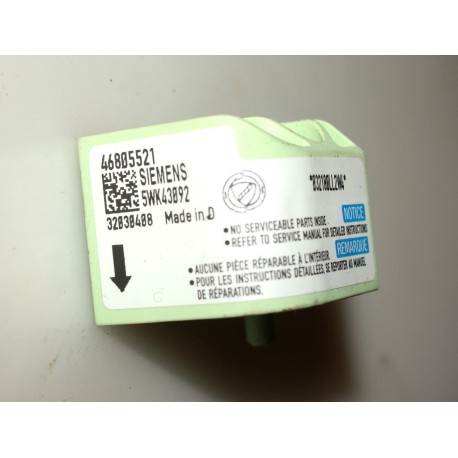 46805521
SIEMENS
5WK43092
32030408 Made in D
NOTICE
• NO SERVICEABLE PARTS INSIDE
• REFER TO SERVICE MANUAL FOR DETAILED INSTRUCTIONS
REMARQUE
• AUCUNE PIÈCE RÉPARABLE À L'INTÉRIEUR.
• POUR LES INSTRUCTIONS DÉTAILLÉES, SE REPORTER AU MANUEL
DE RÉPARATIONS.